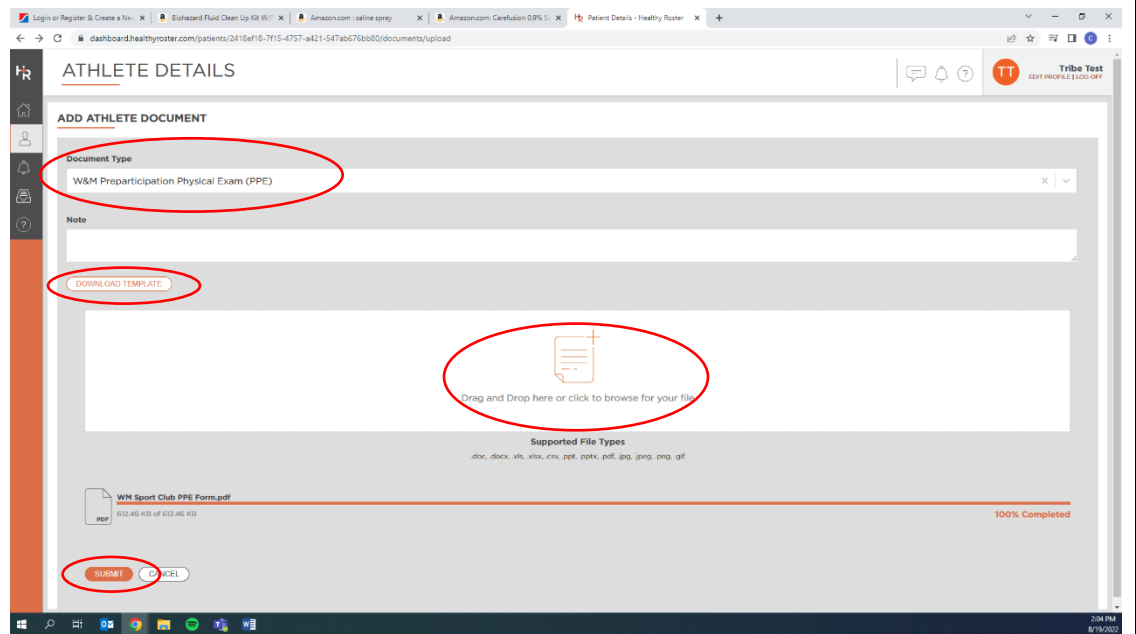 Login or Register & Create a Ne
Biohazard Fluid Clean Up Kit W/
Amazon.com : saline spray
Amazon.com: Carefusion 0.9% S
Patient Details - Healthy Roster
dashboard.healthyroster.com/patients/2418ef18-7f15-4757-a421-547ab676bb80/documents/upload
C
HR
ATHLETE DETAILS
TT
Tribe Test
EDIT PROFILE | LOG OFF
ADD ATHLETE DOCUMENT
Document Type
W&M Preparticipation Physical Exam (PPE)
Note
DOWNLOAD TEMPLATE
Drag and Drop here or click to browse for your file
Supported File Types
.doc, .docx, .xls, .xlsx, .csv, .ppt, .pptx, .pdf, .jpg, .jpeg, .png, .gif
WM Sport Club PPE Form.pdf
PDF
612.46 KB of 612.46 KB
100% Completed
SUBMIT
CANCEL
2:04 PM
8/19/2022